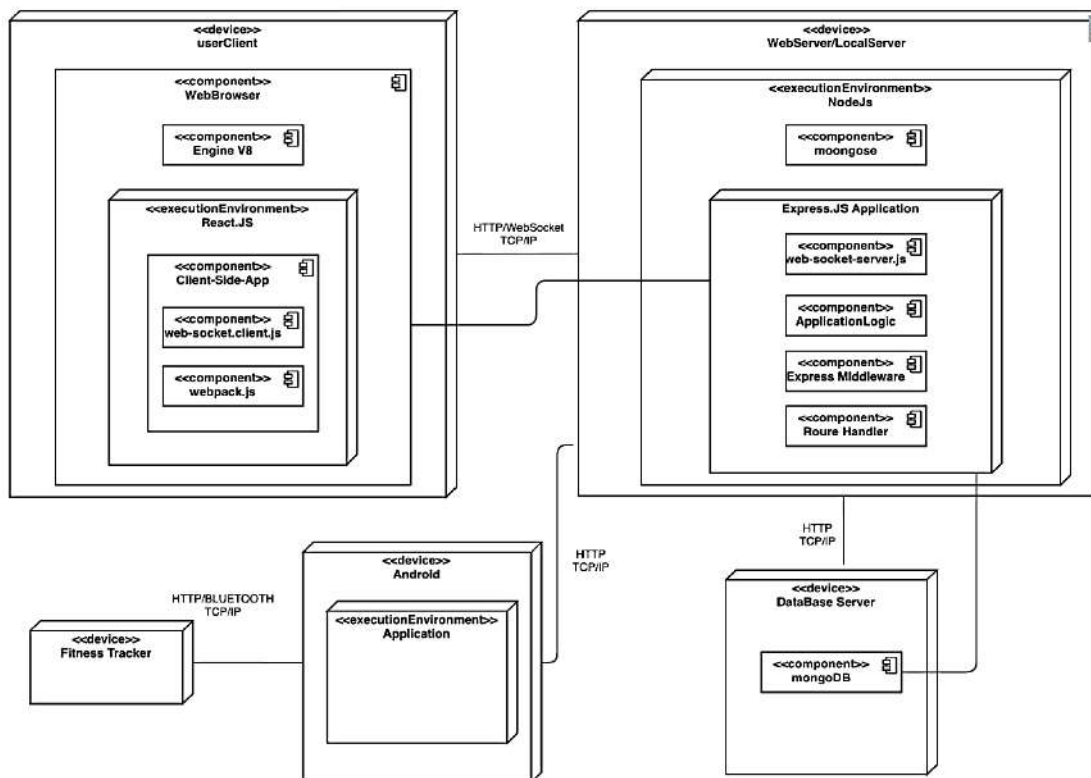 <<device>>
userClient
<<component>>
WebBrowser
<<component>>
Engine V8
<<executionEnvironment>>
React.JS
<<component>>
Client-Side-App
<<component>>
web-socket.client.js
<<component>>
webpack.js
HTTP/WebSocket
TCP/IP
<<device>>
WebServer/LocalServer
<<executionEnvironment>>
NodeJs
<<component>>
moongose
Express.JS Application
<<component>>
web-socket-server.js
<<component>>
ApplicationLogic
<<component>>
Express Middleware
<<component>>
Roure Handler
HTTP/BLUETOOTH
TCP/IP
<<device>>
Fitness Tracker
<<device>>
Android
<<executionEnvironment>>
Application
HTTP
TCP/IP
HTTP
TCP/IP
<<device>>
DataBase Server
<<component>>
mongoDB